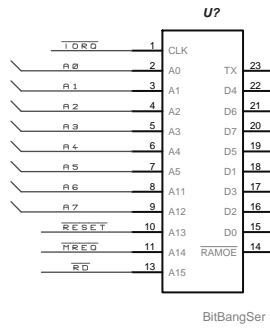 U?
IORQ 1 CLK
A0 2 A0 TX 23
A1 3 A1 D4 22
A2 4 A2 D6 21
A3 5 A3 D7 20
A4 6 A4 D5 19
A5 7 A5 D1 18
A6 8 A11 D3 17
A7 9 A12 D2 16
RESET 10 A13 D0 15
MREQ 11 A14 RAMOE 14
RD 13 A15
BitBangSer